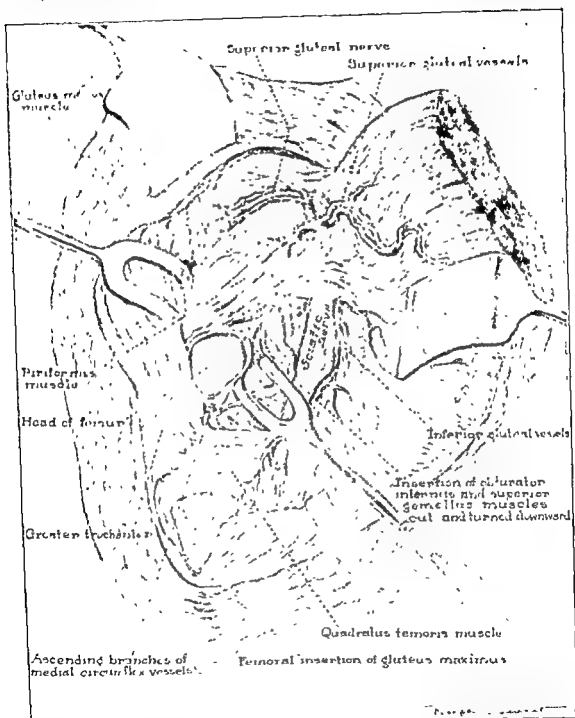 Superior gluteal nerve
Superior gluteal vessels
Gluteus
muscle
Sciatic
nerve
Piriformis
muscle
Head of femur
Inferior gluteal vessels
Insertion of obturator
internus and superior
gemellus muscles
cut and turned downward
Greater trochanter
Quadratus femoris muscle
Ascending branches of
medial circumflex vessels
Femoral insertion of gluteus maximus